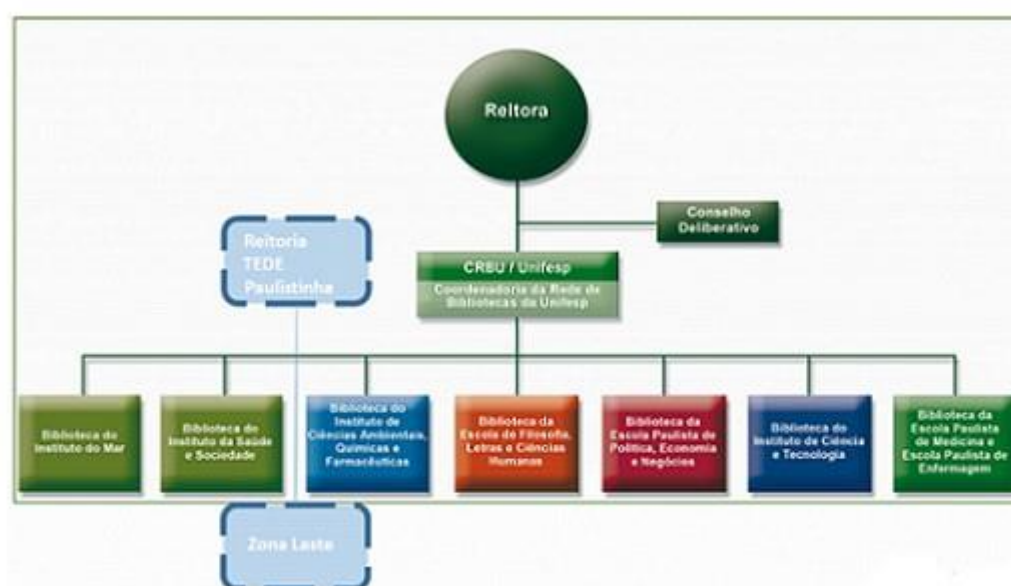 Reitora
Conselho
Deliberativo
Reitoria
TEDE
Paulistinha
CRBU / Unifesp
Coordenadoria da Rede de
Bibliotecas da Unifesp
Biblioteca do
Instituto do Mar
Biblioteca do
Instituto da Saúde
e Sociedade
Biblioteca do
Instituto de
Ciências Ambientais,
Químicas e
Farmacêuticas
Biblioteca da
Escola de Filosofia,
Letras e Ciências
Humanas
Biblioteca da
Escola Paulista de
Política, Economia
e Negócios
Biblioteca do
Instituto de Ciência
e Tecnologia
Biblioteca da
Escola Paulista
de Medicina e
Escola Paulista de
Enfermagem
Zona Leste